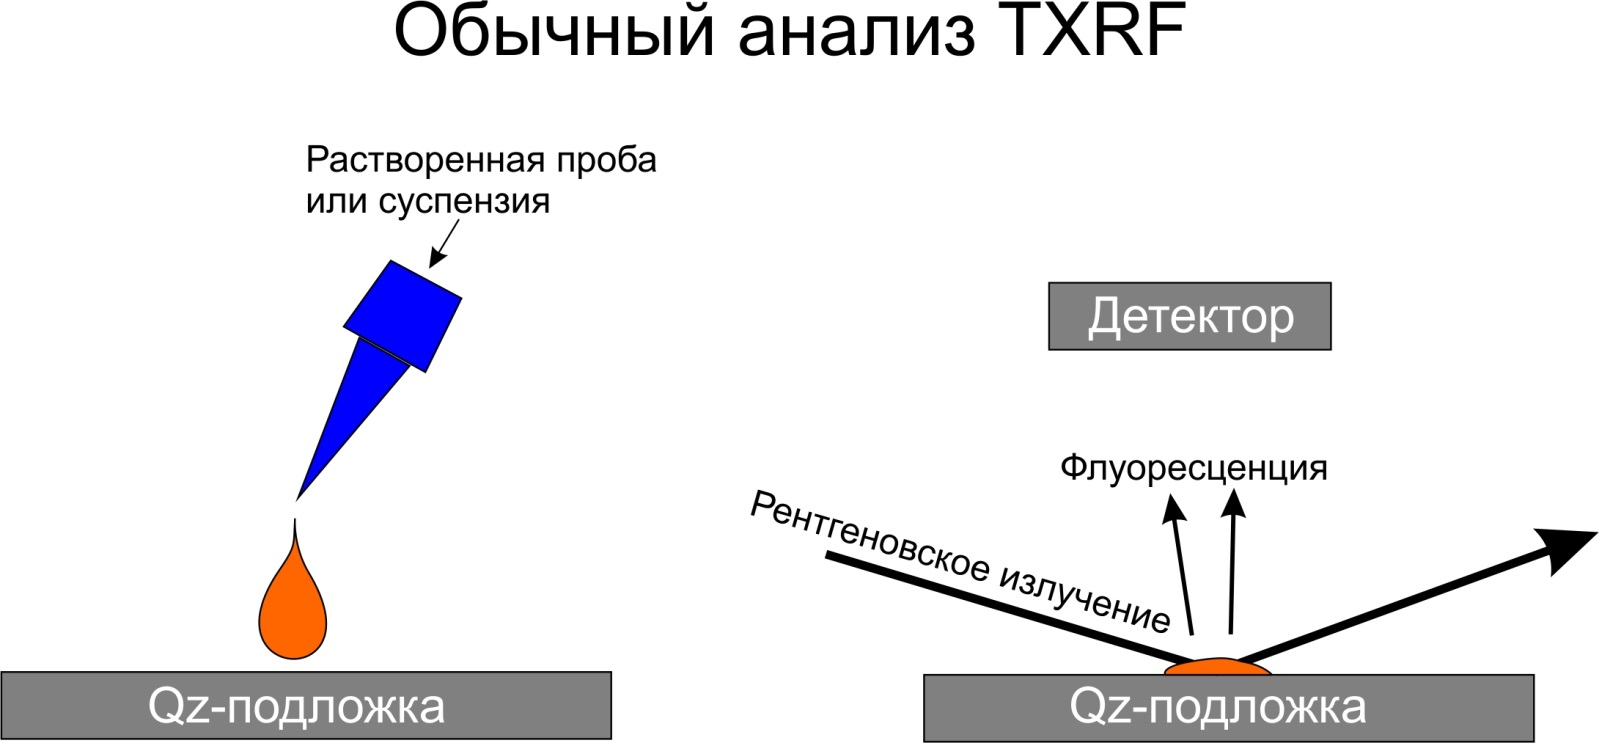 Обычный анализ TXRF
Растворенная проба
или суспензия
Qz-подложка
Детектор
Флуоресценция
Рентгеновское излучение
Qz-подложка